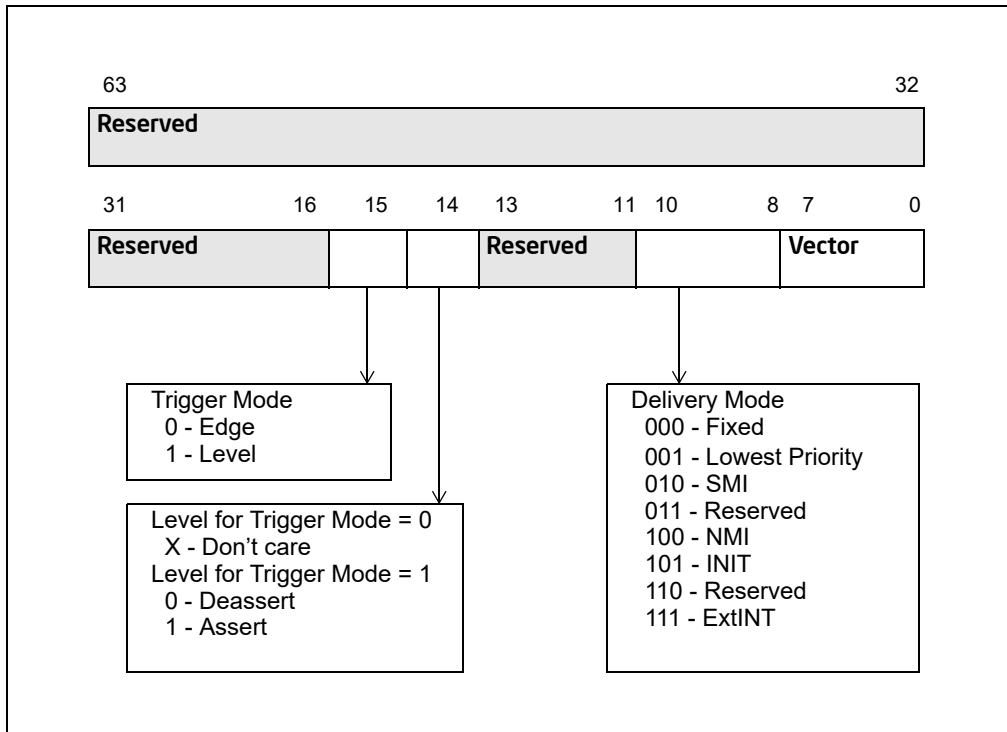 63 32
Reserved
31 16 15 14 13 11 10 8 7 0
Reserved Reserved Vector
Trigger Mode
0 - Edge
1 - Level
Level for Trigger Mode = 0
X - Don’t care
Level for Trigger Mode = 1
0 - Deassert
1 - Assert
Delivery Mode
000 - Fixed
001 - Lowest Priority
010 - SMI
011 - Reserved
100 - NMI
101 - INIT
110 - Reserved
111 - ExtINT